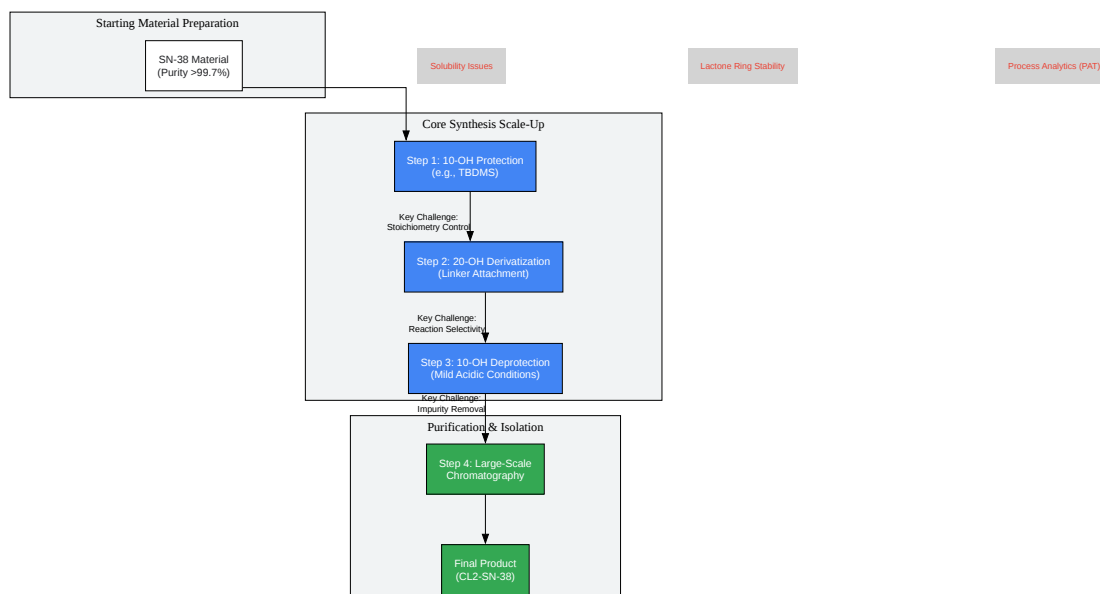 Starting Material Preparation
SN-38 Material
(Purity >99.7%)
Solubility Issues
Lactone Ring Stability
Process Analytics (PAT)
Core Synthesis Scale-Up
Step 1: 10-OH Protection
(e.g., TBDMS)
Key Challenge:
Stoichiometry Control
Step 2: 20-OH Derivatization
(Linker Attachment)
Key Challenge:
Reaction Selectivity
Step 3: 10-OH Deprotection
(Mild Acidic Conditions)
Key Challenge:
Impurity Removal
Purification & Isolation
Step 4: Large-Scale
Chromatography
Final Product
(CL2-SN-38)